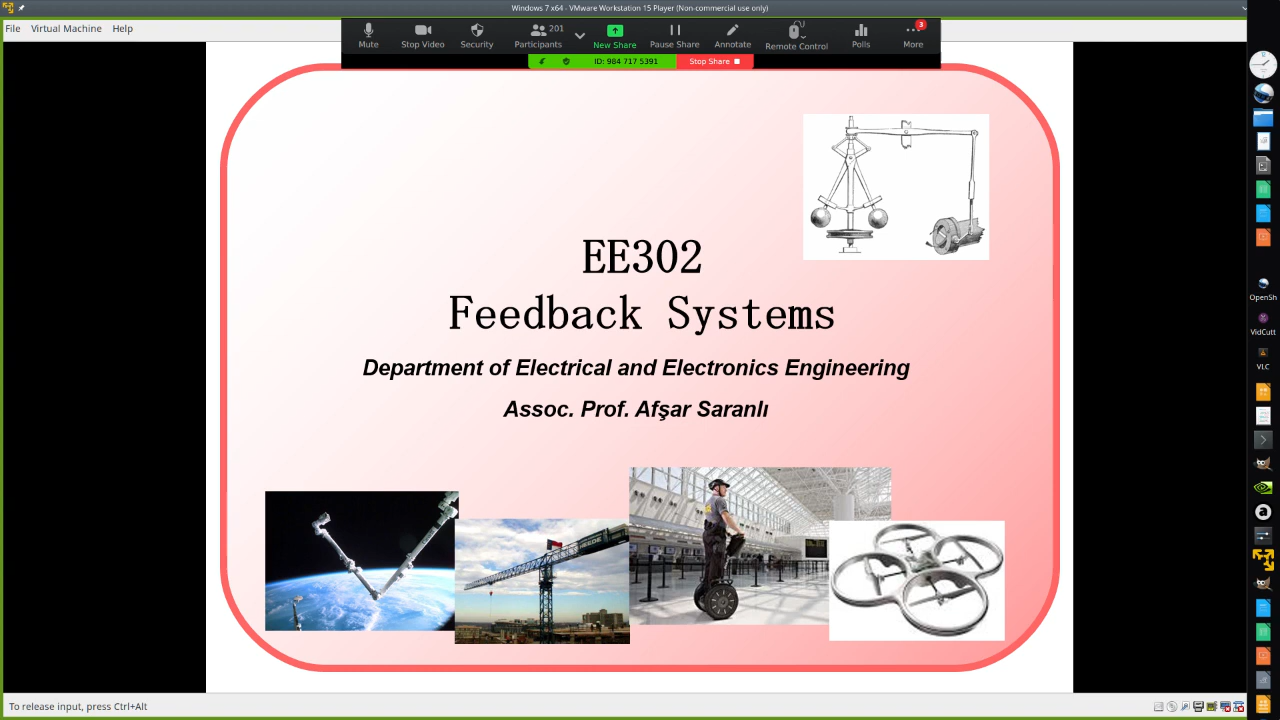 Windows 7 x64 - VMware Workstation 15 Player (Non-commercial use only)
File Virtual Machine Help
Mute
Stop Video
Security
Participants 201
New Share
Pause Share
Annotate
Remote Control
Polls
More 3
ID: 984 717 5391 Stop Share
EE302
Feedback Systems
Department of Electrical and Electronics Engineering
Assoc. Prof. Afşar Saranlı
OpenSh
VidCutt
VLC
To release input, press Ctrl+Alt